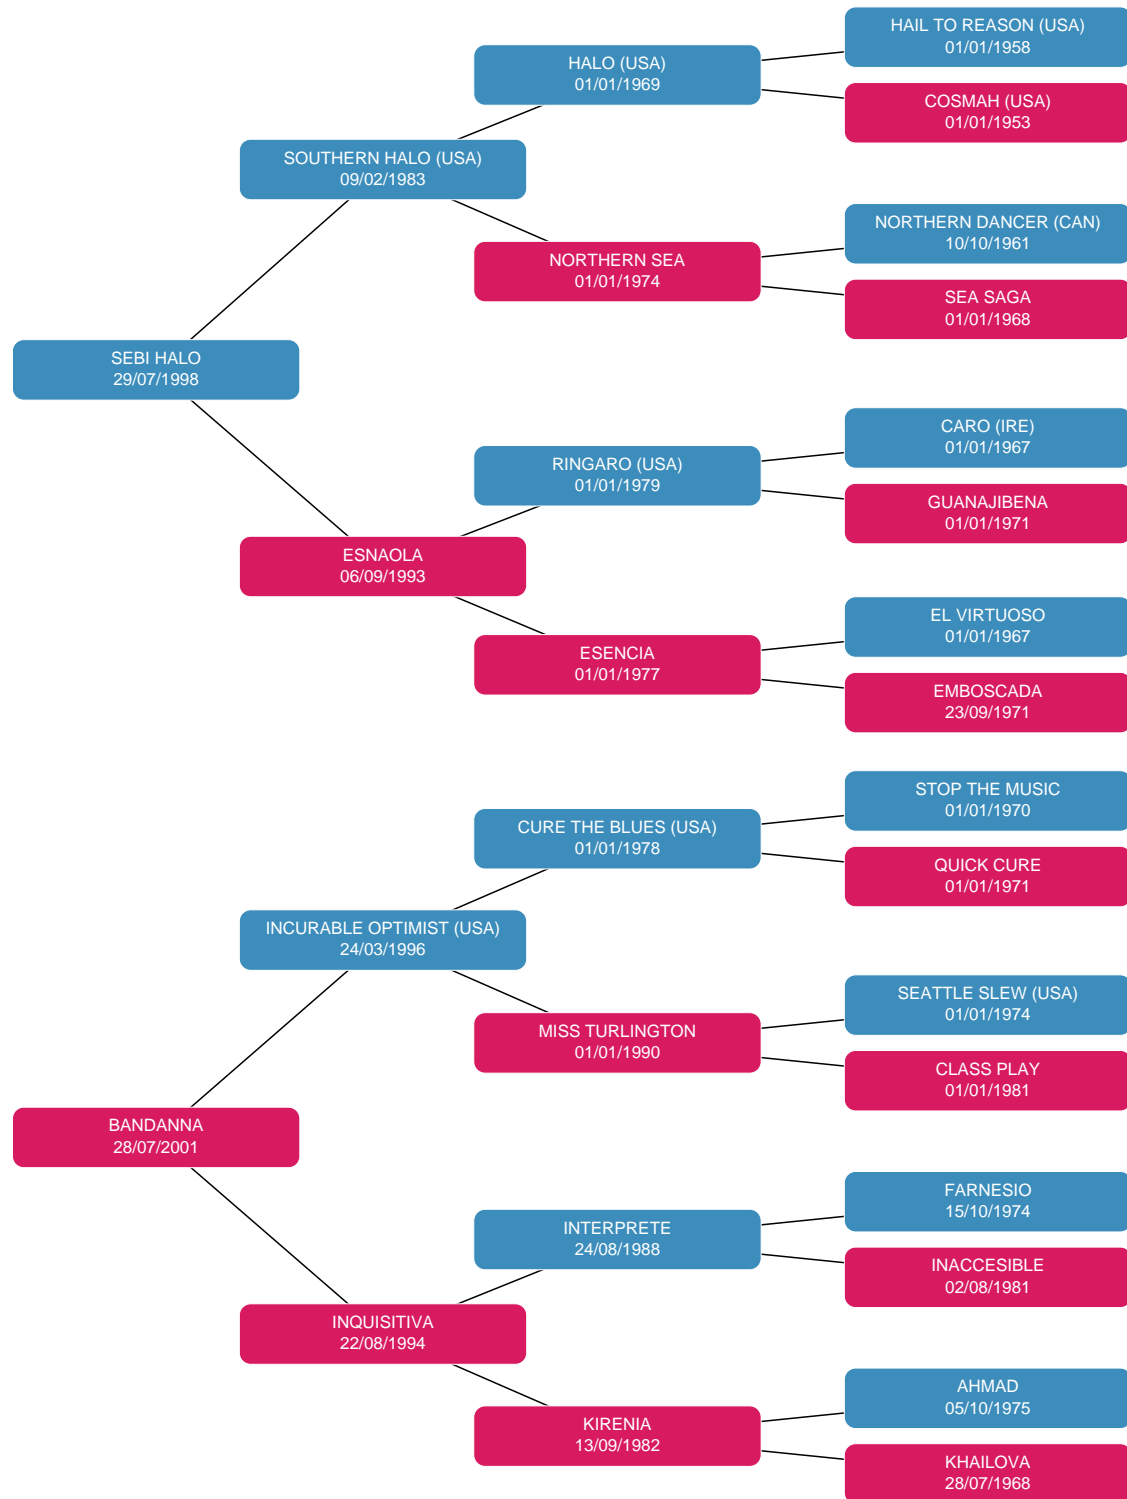 HAIL TO REASON (USA)
01/01/1958
HALO (USA)
01/01/1969
COSMAH (USA)
01/01/1953
SOUTHERN HALO (USA)
09/02/1983
NORTHERN DANCER (CAN)
10/10/1961
NORTHERN SEA
01/01/1974
SEA SAGA
01/01/1968
SEBI HALO
29/07/1998
CARO (IRE)
01/01/1967
RINGARO (USA)
01/01/1979
GUANAJIBENA
01/01/1971
ESNAOLA
06/09/1993
EL VIRTUOSO
01/01/1967
ESENCIA
01/01/1977
EMBOSCADA
23/09/1971
STOP THE MUSIC
01/01/1970
CURE THE BLUES (USA)
01/01/1978
QUICK CURE
01/01/1971
INCURABLE OPTIMIST (USA)
24/03/1996
SEATTLE SLEW (USA)
01/01/1974
MISS TURLINGTON
01/01/1990
CLASS PLAY
01/01/1981
BANDANNA
28/07/2001
FARNESIO
15/10/1974
INTERPRETE
24/08/1988
INACCESIBLE
02/08/1981
INQUISITIVA
22/08/1994
AHMAD
05/10/1975
KIRENIA
13/09/1982
KHAILOVA
28/07/1968